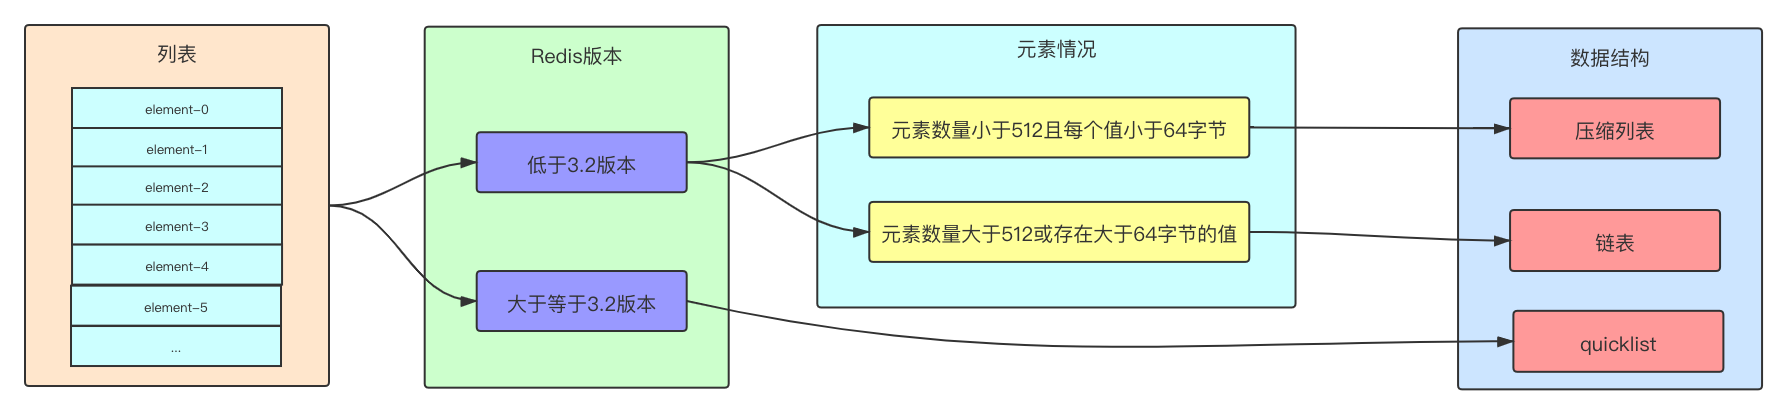 列表
element-0
element-1
element-2
element-3
element-4
element-5
...
Redis版本
低于3.2版本
大于等于3.2版本
元素情况
元素数量小于512且每个值小于64字节
元素数量大于512或存在大于64字节的值
数据结构
压缩列表
链表
quicklist